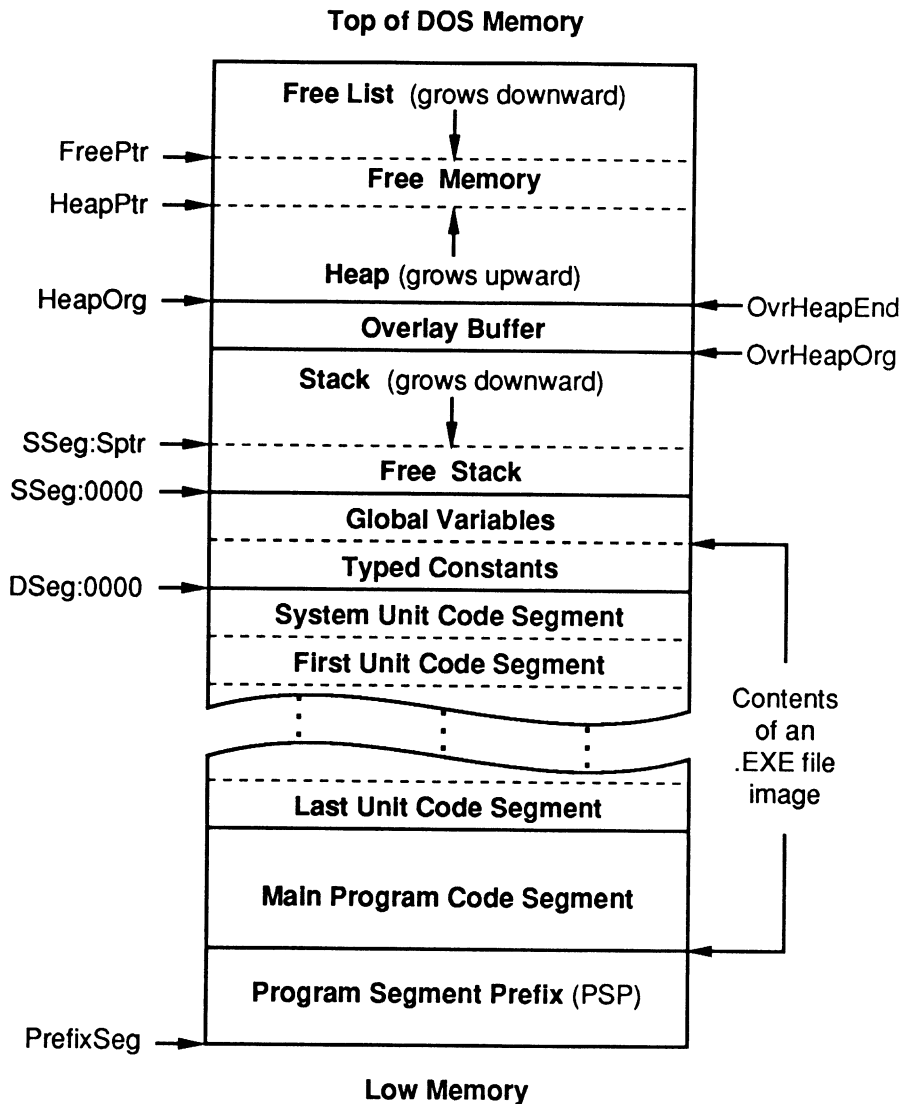 Top of DOS Memory
Free List (grows downward)
FreePtr
Free Memory
HeapPtr
Heap (grows upward)
HeapOrg
OvrHeapEnd
Overlay Buffer
OvrHeapOrg
Stack (grows downward)
SSeg:Sptr
Free Stack
SSeg:0000
Global Variables
Typed Constants
DSeg:0000
System Unit Code Segment
First Unit Code Segment
Contents
of an
.EXE file
image
Last Unit Code Segment
Main Program Code Segment
Program Segment Prefix (PSP)
PrefixSeg
Low Memory